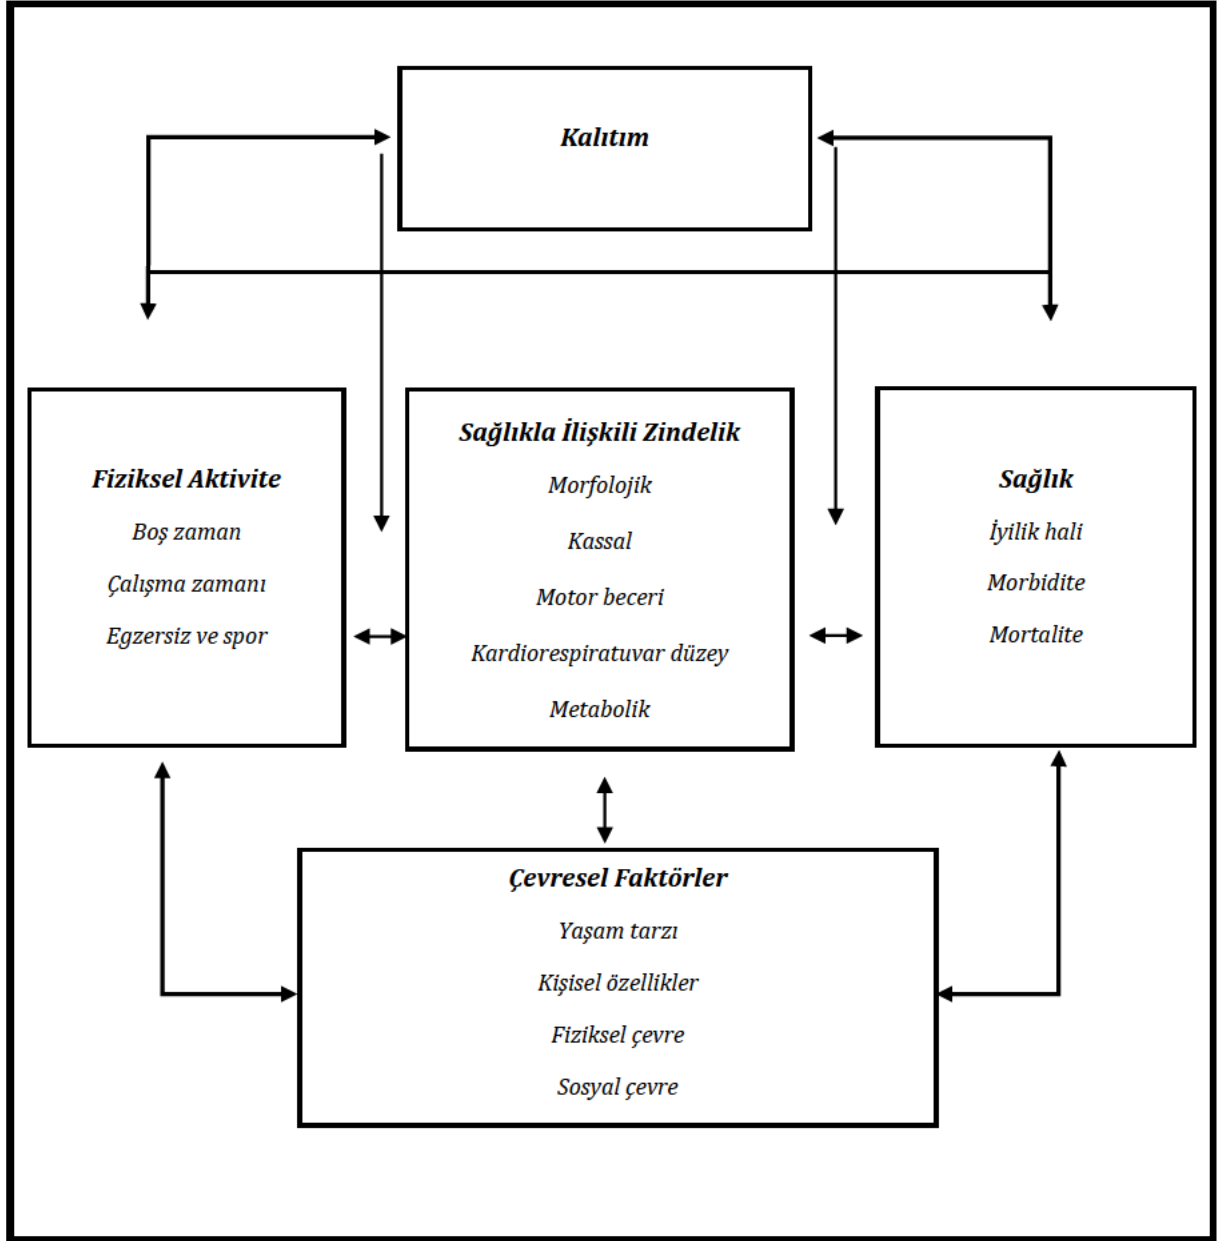 Kalıtım
Fiziksel Aktivite
Boş zaman
Çalışma zamanı
Egzersiz ve spor
Sağlıkla İlişkili Zindelik
Morfolojik
Kassal
Motor beceri
Kardiorespiratuvar düzey
Metabolik
Sağlık
İyilik hali
Morbidite
Mortalite
Çevresel Faktörler
Yaşam tarzı
Kişisel özellikler
Fiziksel çevre
Sosyal çevre